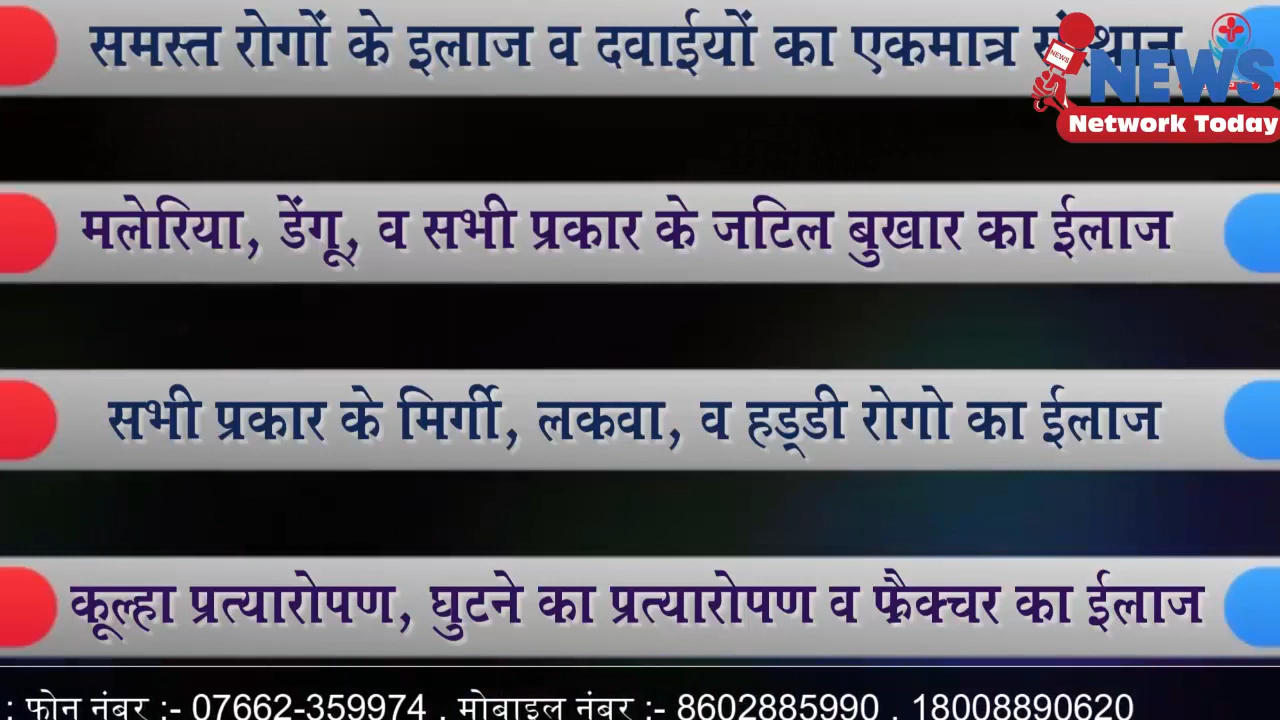 समस्त रोगों के इलाज व दवाईयों का एकमात्र
NEWS
NEWS
Network Today
मलेरिया, डेंगू, व सभी प्रकार के जटिल बुखार का ईलाज
सभी प्रकार के मिर्गी, लकवा, व हड्डी रोगो का ईलाज
कूल्हा प्रत्यारोपण, घुटने का प्रत्यारोपण व फ्रैक्चर का ईलाज
: फोन नंबर :- 07662-359974 , मोबाइल नंबर :- 8602885990 , 18008890620